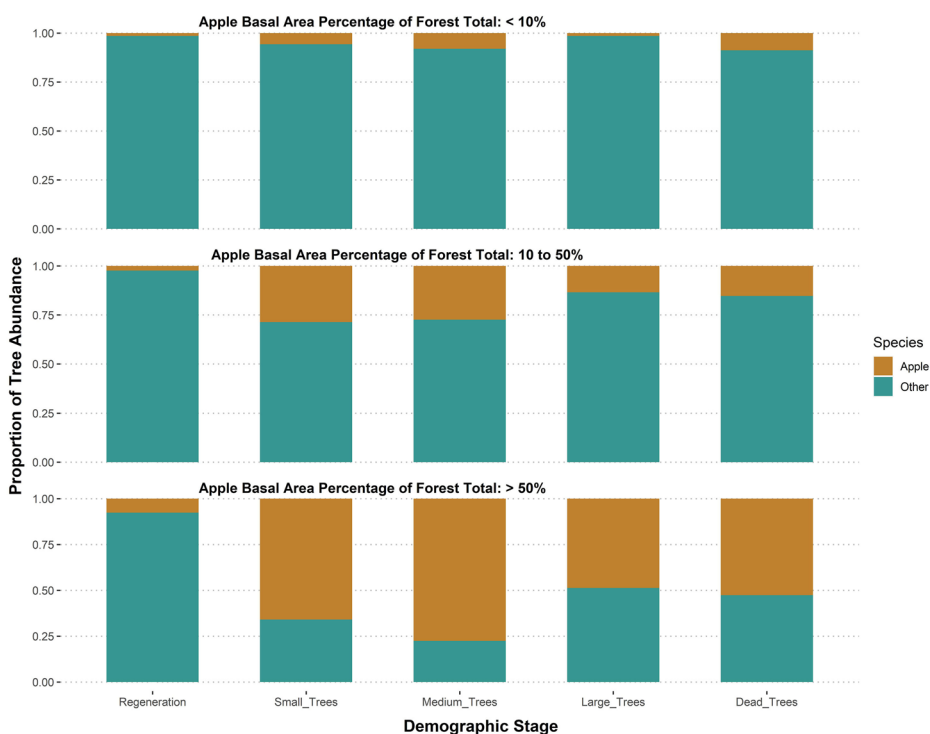 Apple Basal Area Percentage of Forest Total: < 10%
1.00
0.75
0.50
0.25
0.00
Apple Basal Area Percentage of Forest Total: 10 to 50%
1.00
0.75
0.50
0.25
0.00
Apple Basal Area Percentage of Forest Total: > 50%
1.00
0.75
0.50
0.25
0.00
Proportion of Tree Abundance
Regeneration
Small_Trees
Medium_Trees
Large_Trees
Dead_Trees
Demographic Stage
Species
Apple
Other